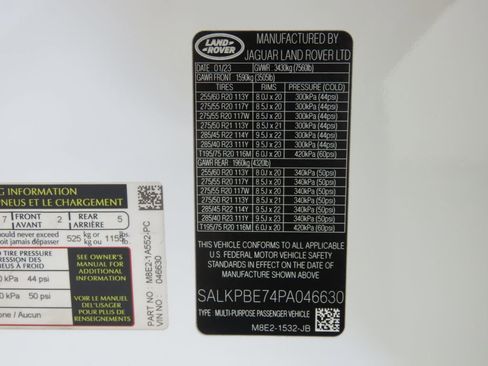 LAND
ROVER
MANUFACTURED BY
JAGUAR LAND ROVER LTD
DATE 01/23 GVWR 3430kg (7560lb)
GAWR FRONT 1590kg (3505lb)
TIRES RIMS PRESSURE (COLD)
255/60 R20 113Y 8.0J x 20 300kPa (44psi)
275/55 R20 117Y 8.5J x 20 300kPa (44psi)
275/55 R20 117W 8.5J x 20 300kPa (44psi)
275/50 R21 113Y 8.5J x 21 300kPa (44psi)
285/45 R22 114Y 9.5J x 22 300kPa (44psi)
285/40 R23 111Y 9.5J x 23 300kPa (44psi)
T195/75 R20 116M 6.0J x 20 420kPa (60psi)
GAWR REAR 1960kg (4320lb)
255/60 R20 113Y 8.0J x 20 340kPa (50psi)
275/55 R20 117Y 8.5J x 20 340kPa (50psi)
275/55 R20 117W 8.5J x 20 340kPa (50psi)
275/50 R21 113Y 8.5J x 21 340kPa (50psi)
285/45 R22 114Y 9.5J x 22 340kPa (50psi)
285/40 R23 111Y 9.5J x 23 340kPa (50psi)
T195/75 R20 116M 6.0J x 20 420kPa (60psi)
THIS VEHICLE CONFORMS TO ALL APPLICABLE
U.S. FEDERAL MOTOR VEHICLE SAFETY
STANDARDS IN EFFECT ON THE DATE OF
MANUFACTURE SHOWN ABOVE.
SALKPBE74PA046630
TYPE: MULTI-PURPOSE PASSENGER VEHICLE
M8E2-1532-JB
NG INFORMATION
PNEUS ET LE CHARGEMENT
7 FRONT 2 REAR 5
AVANT ARRIÈRE
should never exceed 525 kg or 1155 lbs.
doit jamais dépasser kg ou lb.
TIRE PRESSURE
PNEUS À FROID
kPa 44 psi
0 kPa 50 psi
None / Aucun
SEE OWNER'S
MANUAL FOR
ADDITIONAL
INFORMATION
VOIR LE MANUEL
DE L'USAGER
POUR PLUS DE
RENSEIGNEMENTS
PART NO: M8E2-1A552-PC
VIN NO: 046630